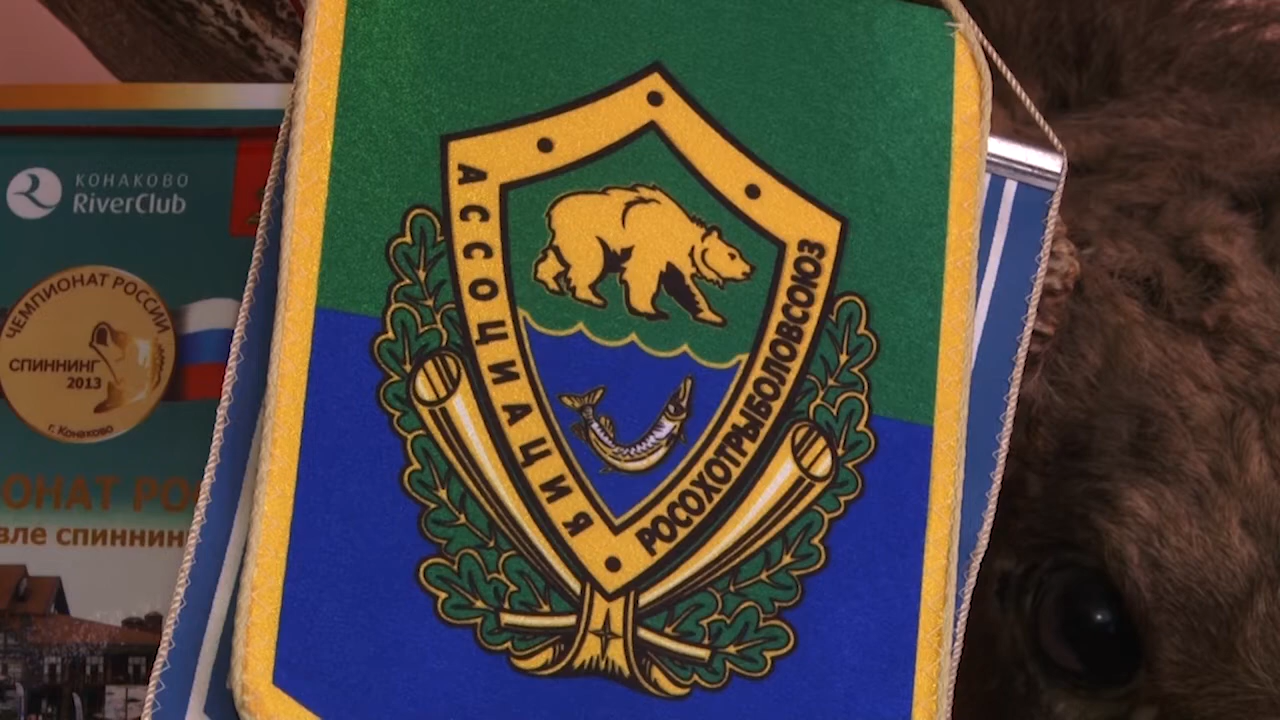 КОНАКОВО
RiverClub
ЧЕМПИОНАТ РОССИИ
СПИННИНГ
2013
г. Конаково
ОНАТ РО
вле спиннин
АССОЦИАЦИЯ
РОСОХОТРЫБОЛОВСОЮЗ